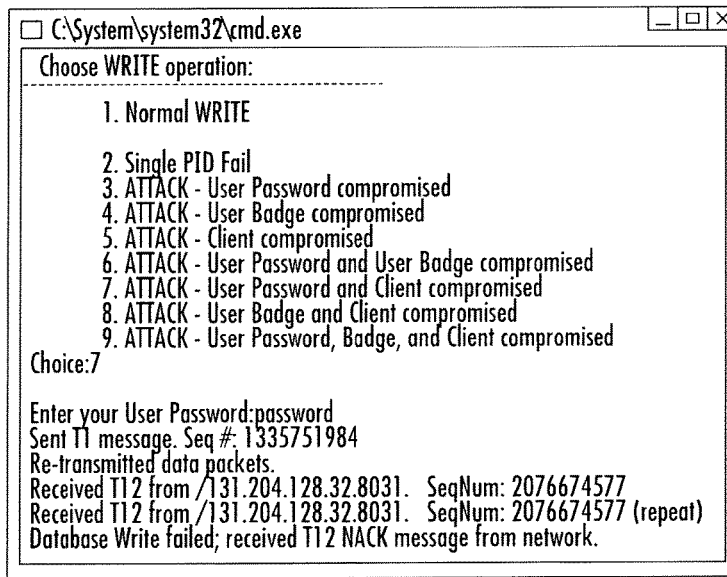 C:\System\system32\cmd.exe
Choose WRITE operation:
1. Normal WRITE
2. Single PID Fail
3. ATTACK - User Password compromised
4. ATTACK - User Badge compromised
5. ATTACK - Client compromised
6. ATTACK - User Password and User Badge compromised
7. ATTACK - User Password and Client compromised
8. ATTACK - User Badge and Client compromised
9. ATTACK - User Password, Badge, and Client compromised
Choice:7
Enter your User Password:password
Sent T1 message. Seq #: 1335751984
Re-transmitted data packets.
Received T12 from /131.204.128.32.8031. SeqNum: 2076674577
Received T12 from /131.204.128.32.8031. SeqNum: 2076674577 (repeat)
Database Write failed; received T12 NACK message from network.